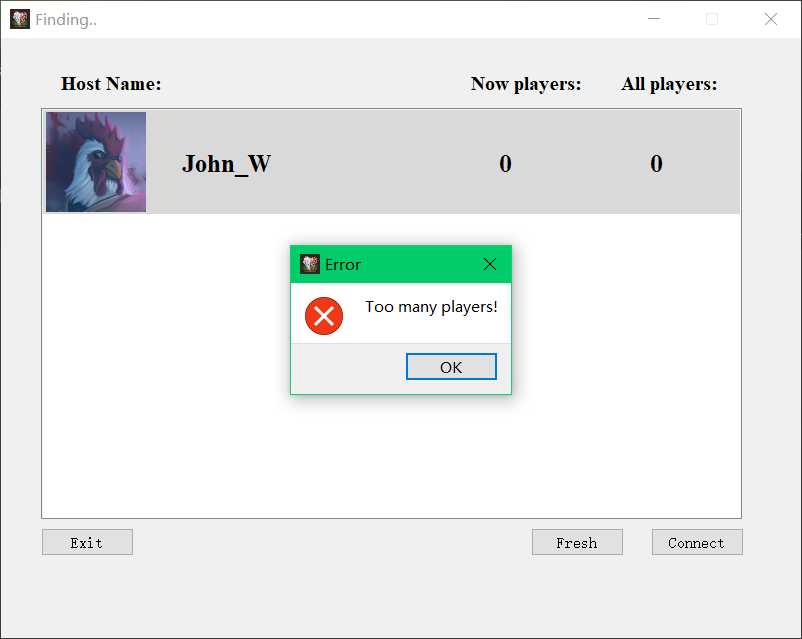 Finding..
Host Name: Now players: All players:
John_W 0 0
Error
Too many players!
OK
Exit Fresh Connect